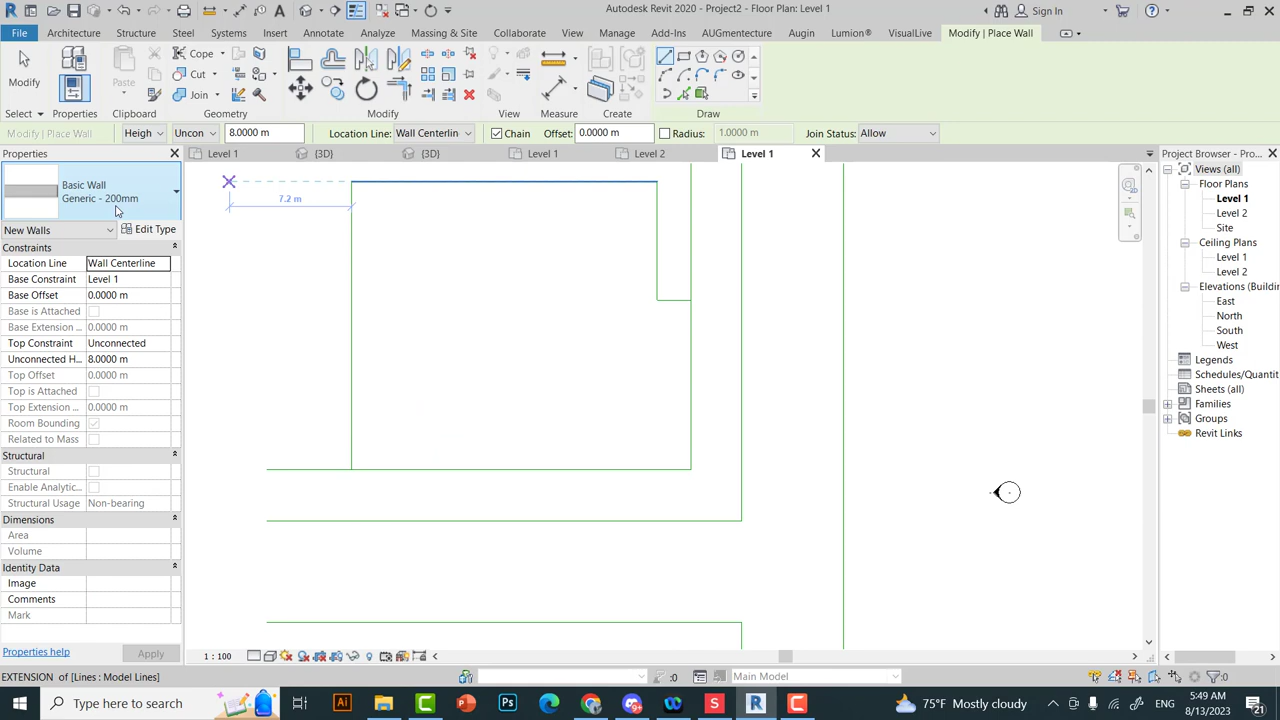 Autodesk Revit 2020 - Project2 - Floor Plan: Level 1
Sign In
File Architecture Structure Steel Systems Insert Annotate Analyze Massing & Site Collaborate View Manage Add-Ins AUGmentecture Augin Lumion® VisualLive Modify | Place Wall
Modify
Paste
Cope
Cut
Join
Select Properties Clipboard Geometry Modify View Measure Create Draw
Modify | Place Wall Heigh Uncon 8.0000 m Location Line: Wall Centerlin Chain Offset: 0.0000 m Radius: 1.0000 m Join Status: Allow
Properties
Level 1 {3D} {3D} Level 1 Level 2 Level 1
Project Browser - Proje
Basic Wall
Generic - 200mm
New Walls Edit Type
Constraints
Location Line Wall Centerline
Base Constraint Level 1
Base Offset 0.0000 m
Base is Attached
Base Extension ... 0.0000 m
Top Constraint Unconnected
Unconnected H... 8.0000 m
Top Offset 0.0000 m
Top is Attached
Top Extension ... 0.0000 m
Room Bounding
Related to Mass
Structural
Structural
Enable Analytic...
Structural Usage Non-bearing
Dimensions
Area
Volume
Identity Data
Image
Comments
Mark
Properties help Apply
7.2 m
Views (all)
Floor Plans
Level 1
Level 2
Site
Ceiling Plans
Level 1
Level 2
Elevations (Buildin
East
North
South
West
Legends
Schedules/Quantit
Sheets (all)
Families
Groups
Revit Links
1 : 100
EXTENSION of [Lines : Model Lines] :0 Main Model :0
Type here to search
75°F Mostly cloudy
5:49 AM
8/13/2023